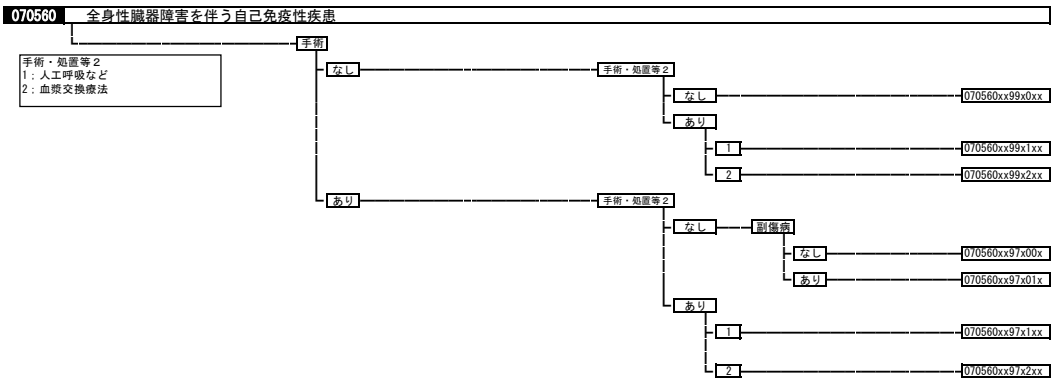 070560 全身性臓器障害を伴う自己免疫性疾患
手術
手術・処置等２
1；人工呼吸など
2；血漿交換療法
なし 手術・処置等２
なし 070560xx99x0xx
あり
1 070560xx99x1xx
2 070560xx99x2xx
あり 手術・処置等２
なし 副傷病
なし 070560xx97x00x
あり 070560xx97x01x
あり
1 070560xx97x1xx
2 070560xx97x2xx